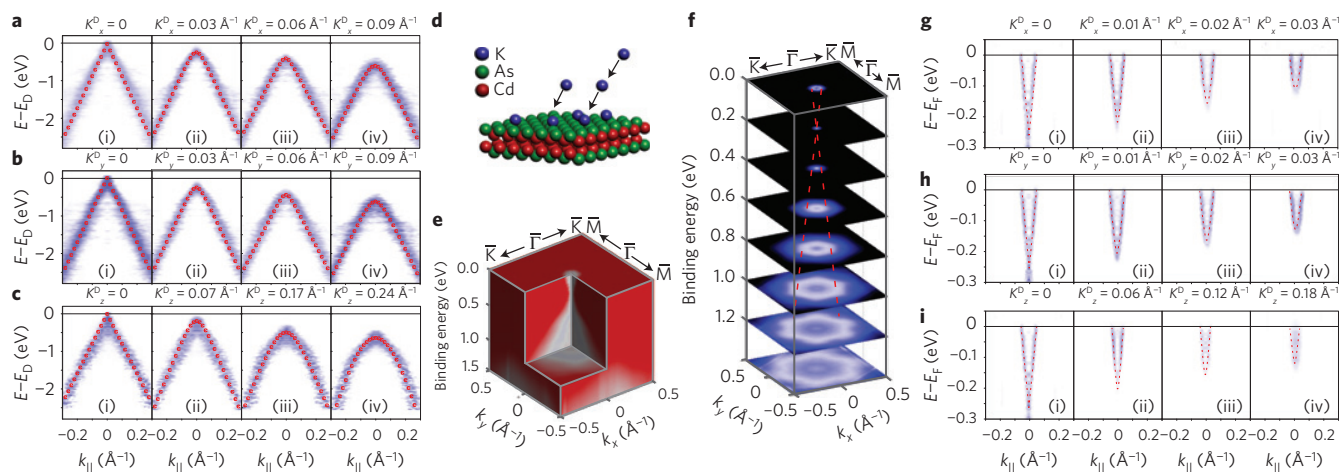 a
K^D_x = 0 K^D_x = 0.03 Å⁻¹ K^D_x = 0.06 Å⁻¹ K^D_x = 0.09 Å⁻¹
E−E_D (eV)
0
−1
−2
(i) (ii) (iii) (iv)
b
K^D_y = 0 K^D_y = 0.03 Å⁻¹ K^D_y = 0.06 Å⁻¹ K^D_y = 0.09 Å⁻¹
E−E_D (eV)
0
−1
−2
(i) (ii) (iii) (iv)
c
K^D_z = 0 K^D_z = 0.07 Å⁻¹ K^D_z = 0.17 Å⁻¹ K^D_z = 0.24 Å⁻¹
E−E_D (eV)
0
−1
−2
(i) (ii) (iii) (iv)
−0.2 0 0.2 0 0.2 0 0.2 0 0.2
k_|| (Å⁻¹) k_|| (Å⁻¹) k_|| (Å⁻¹) k_|| (Å⁻¹)
d
K
As
Cd
e
K̅ Γ̅ K̅ M̅ Γ̅ M̅
Binding energy (eV)
0.0
0.5
1.0
1.5
0.5 0 −0.5 −0.5 0 0.5
k_y (Å⁻¹) k_x (Å⁻¹)
f
K̅ Γ̅ K̅ M̅ Γ̅ M̅
Binding energy (eV)
0.0
0.2
0.4
0.6
0.8
1.0
1.2
0.5 0 −0.5 −0.5 0 0.5
k_y (Å⁻¹) k_x (Å⁻¹)
g
K^D_x = 0 K^D_x = 0.01 Å⁻¹ K^D_x = 0.02 Å⁻¹ K^D_x = 0.03 Å⁻¹
E−E_F (eV)
0
−0.1
−0.2
−0.3
(i) (ii) (iii) (iv)
h
K^D_y = 0 K^D_y = 0.01 Å⁻¹ K^D_y = 0.02 Å⁻¹ K^D_y = 0.03 Å⁻¹
E−E_F (eV)
0
−0.1
−0.2
−0.3
(i) (ii) (iii) (iv)
i
K^D_z = 0 K^D_z = 0.06 Å⁻¹ K^D_z = 0.12 Å⁻¹ K^D_z = 0.18 Å⁻¹
E−E_F (eV)
0
−0.1
−0.2
−0.3
(i) (ii) (iii) (iv)
−0.2 0 0.2 0 0.2 0 0.2 0 0.2
k_|| (Å⁻¹) k_|| (Å⁻¹) k_|| (Å⁻¹) k_|| (Å⁻¹)